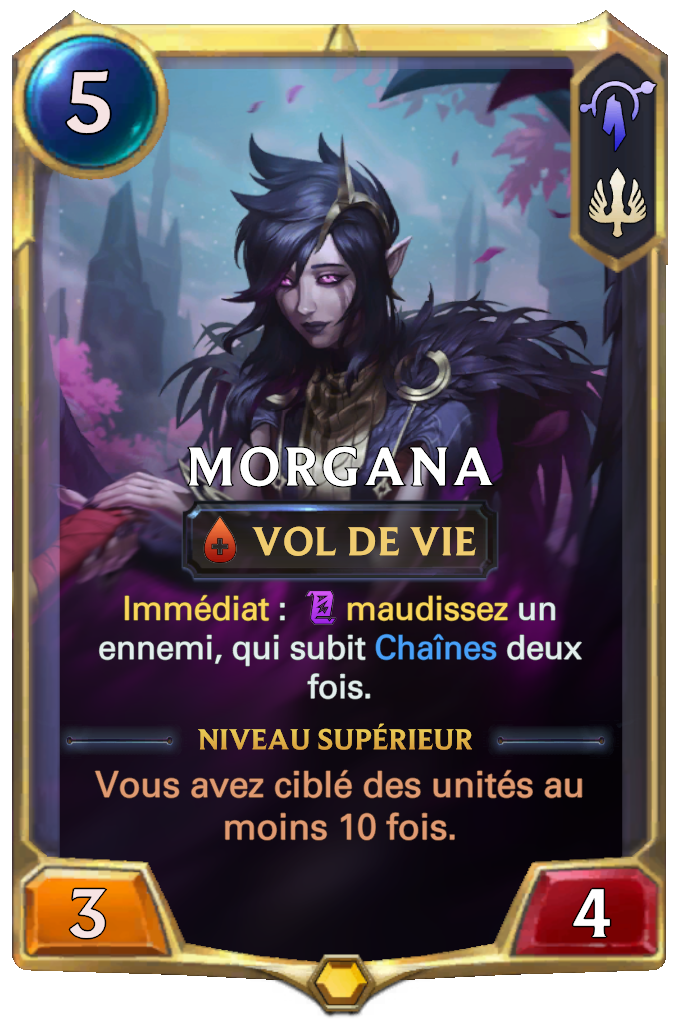 5
MORGANA
VOL DE VIE
Immédiat : maudissez un
ennemi, qui subit Chaînes deux
fois.
NIVEAU SUPÉRIEUR
Vous avez ciblé des unités au
moins 10 fois.
3
4